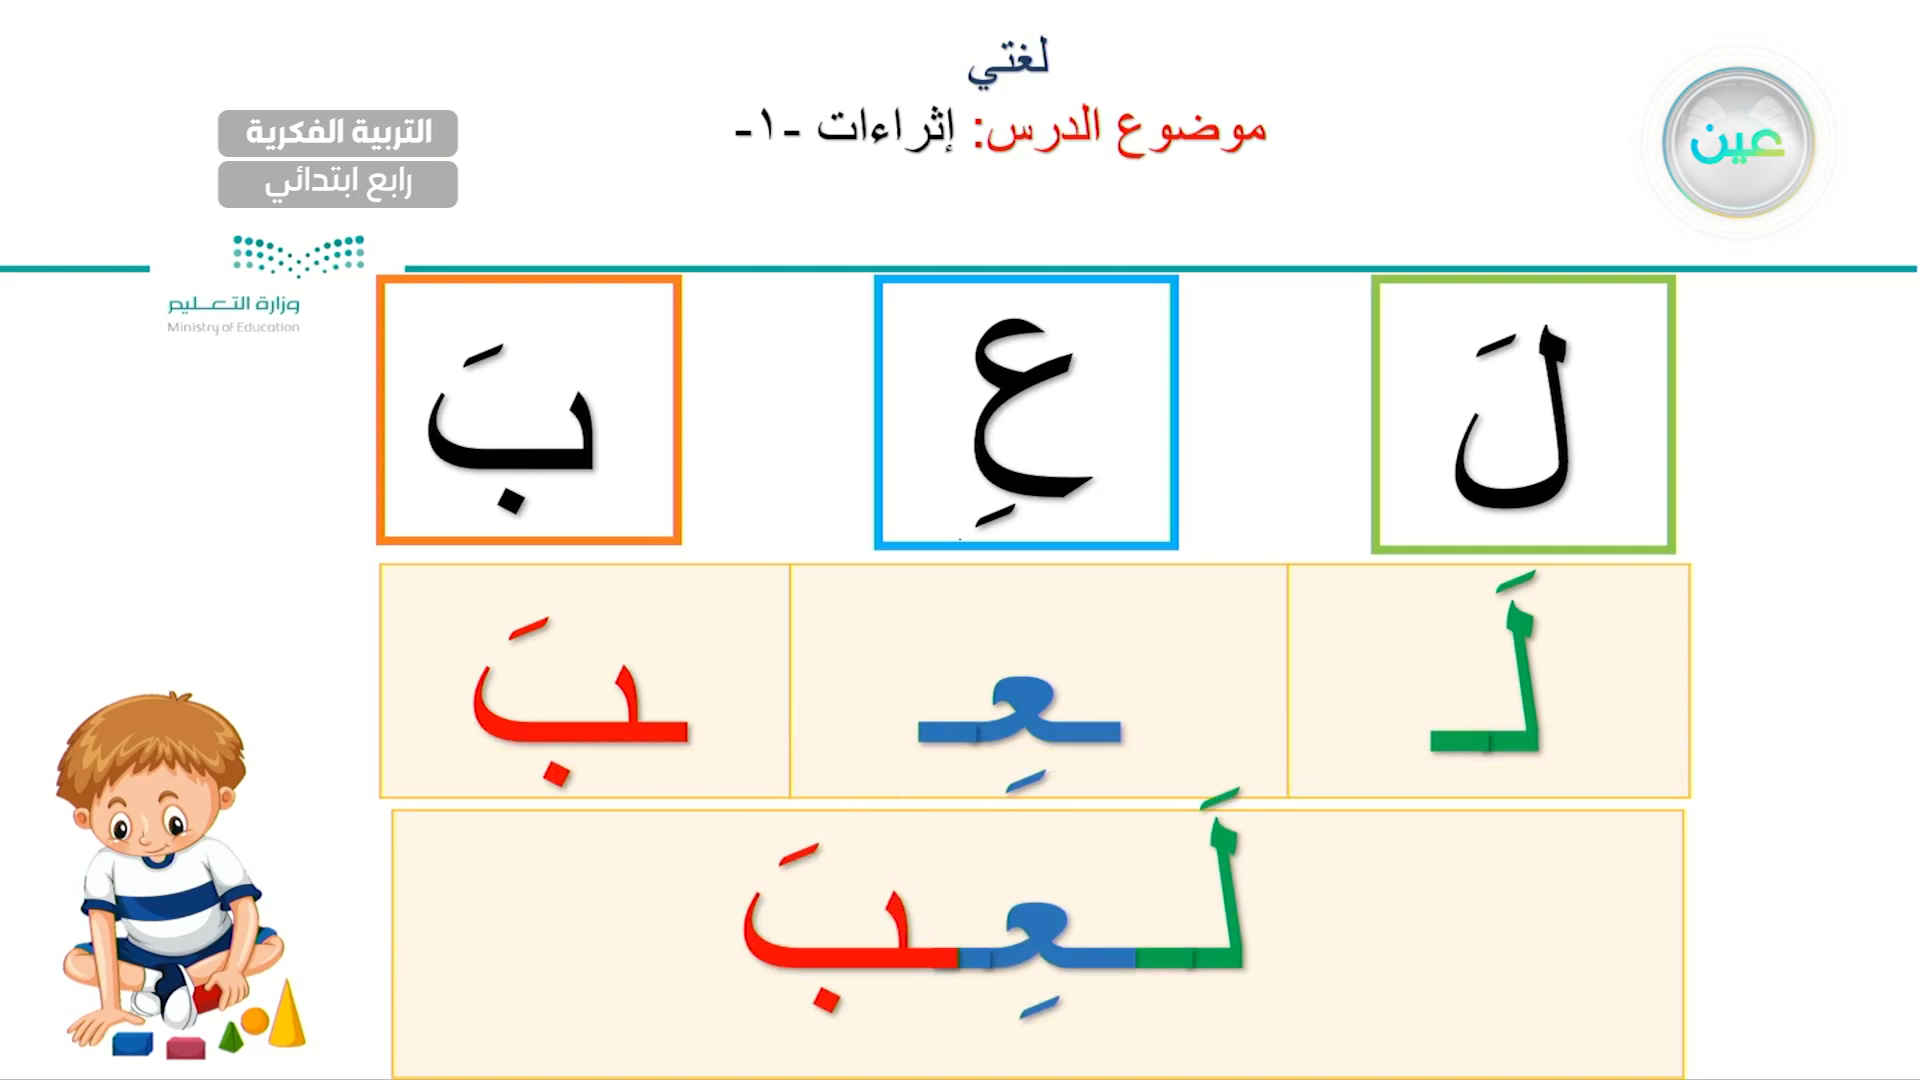 لغتي
موضوع الدرس: إثراءات -١-
عين
التربية الفكرية
رابع ابتدائي
وزارة التعليم
Ministry of Education
لَ عِ بَ
لَـ ـعِـ ـبَ
لَعِبَ